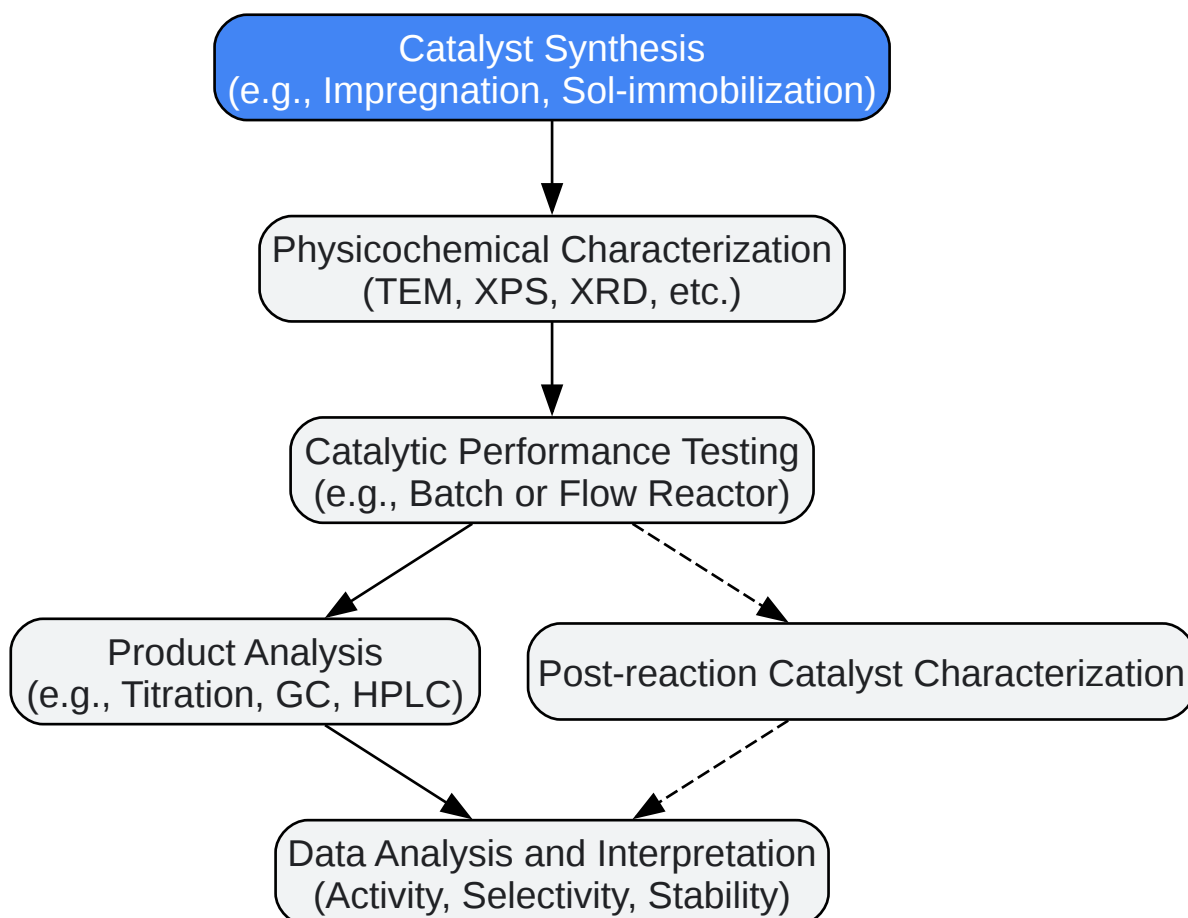 Catalyst Synthesis
(e.g., Impregnation, Sol-immobilization)
Physicochemical Characterization
(TEM, XPS, XRD, etc.)
Catalytic Performance Testing
(e.g., Batch or Flow Reactor)
Product Analysis
(e.g., Titration, GC, HPLC)
Post-reaction Catalyst Characterization
Data Analysis and Interpretation
(Activity, Selectivity, Stability)